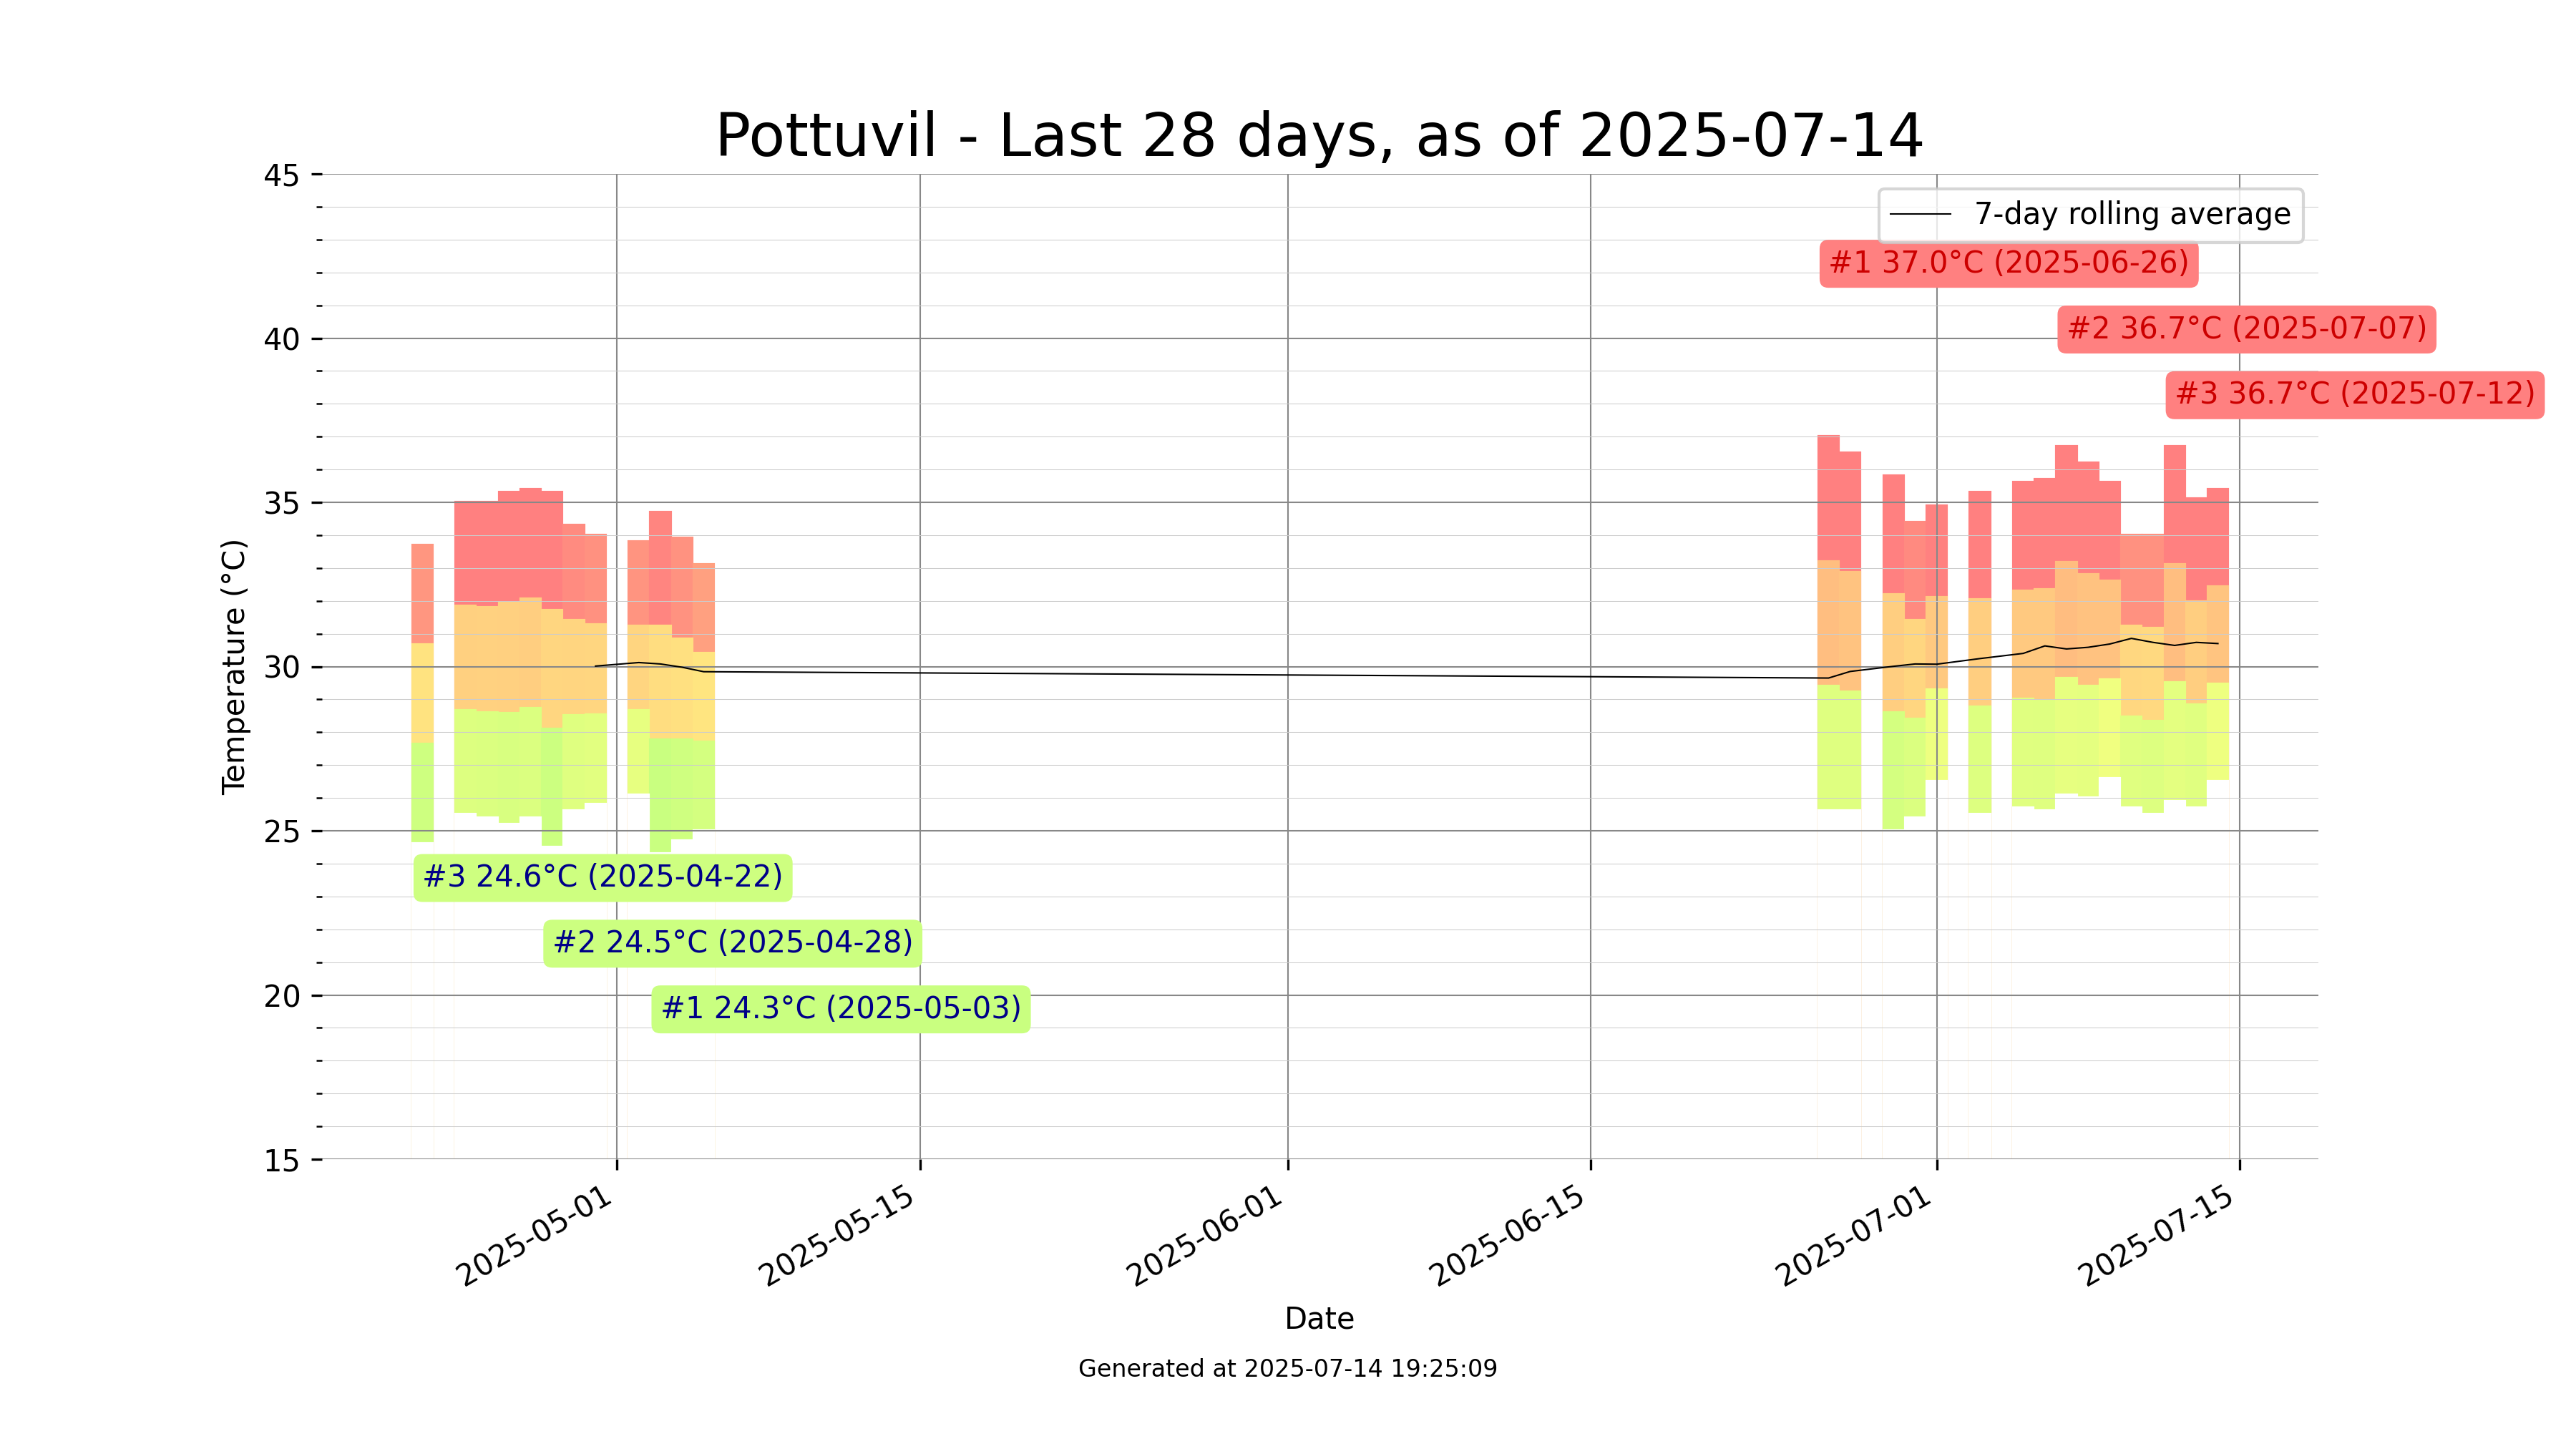 Pottuvil - Last 28 days, as of 2025-07-14
7-day rolling average
#1 37.0°C (2025-06-26)
#2 36.7°C (2025-07-07)
#3 36.7°C (2025-07-12)
#3 24.6°C (2025-04-22)
#2 24.5°C (2025-04-28)
#1 24.3°C (2025-05-03)
Temperature (°C)
45
40
35
30
25
20
15
2025-05-01
2025-05-15
2025-06-01
2025-06-15
2025-07-01
2025-07-15
Date
Generated at 2025-07-14 19:25:09